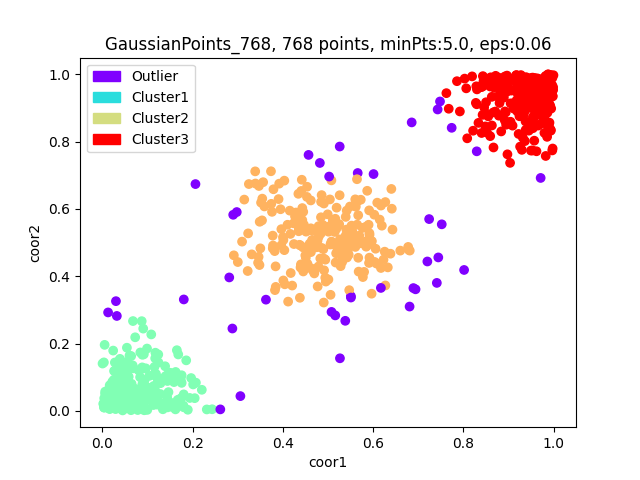 GaussianPoints_768, 768 points, minPts:5.0, eps:0.06
Outlier
Cluster1
Cluster2
Cluster3
coor2
1.0
0.8
0.6
0.4
0.2
0.0
0.0 0.2 0.4 0.6 0.8 1.0
coor1